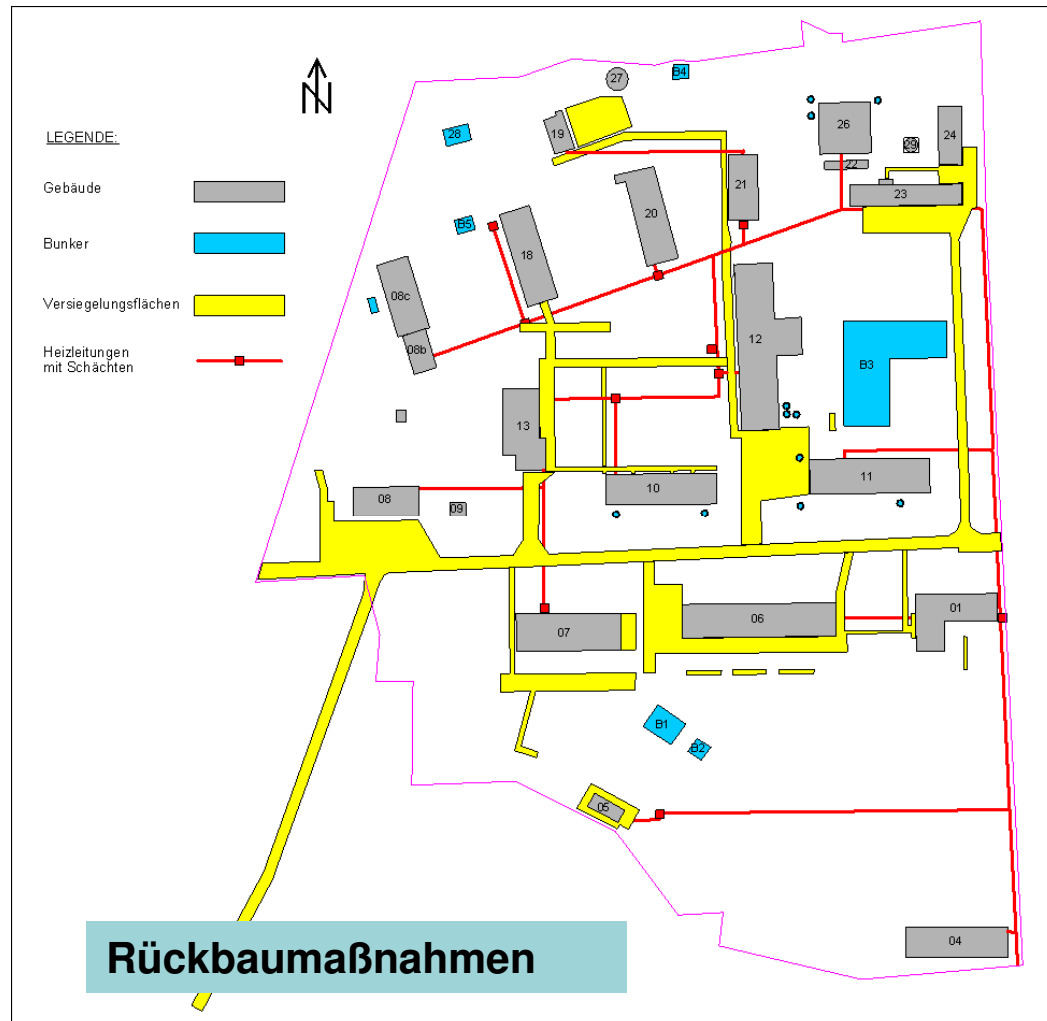 N
LEGENDE:
Gebäude
Bunker
Versiegelungsflächen
Heizleitungen
mit Schächten
27
B4
28
19
26
24
29
22
21
23
20
B5
18
08c
12
08b
B3
13
11
08
10
09
01
06
07
B1
B2
05
04
Rückbaumaßnahmen